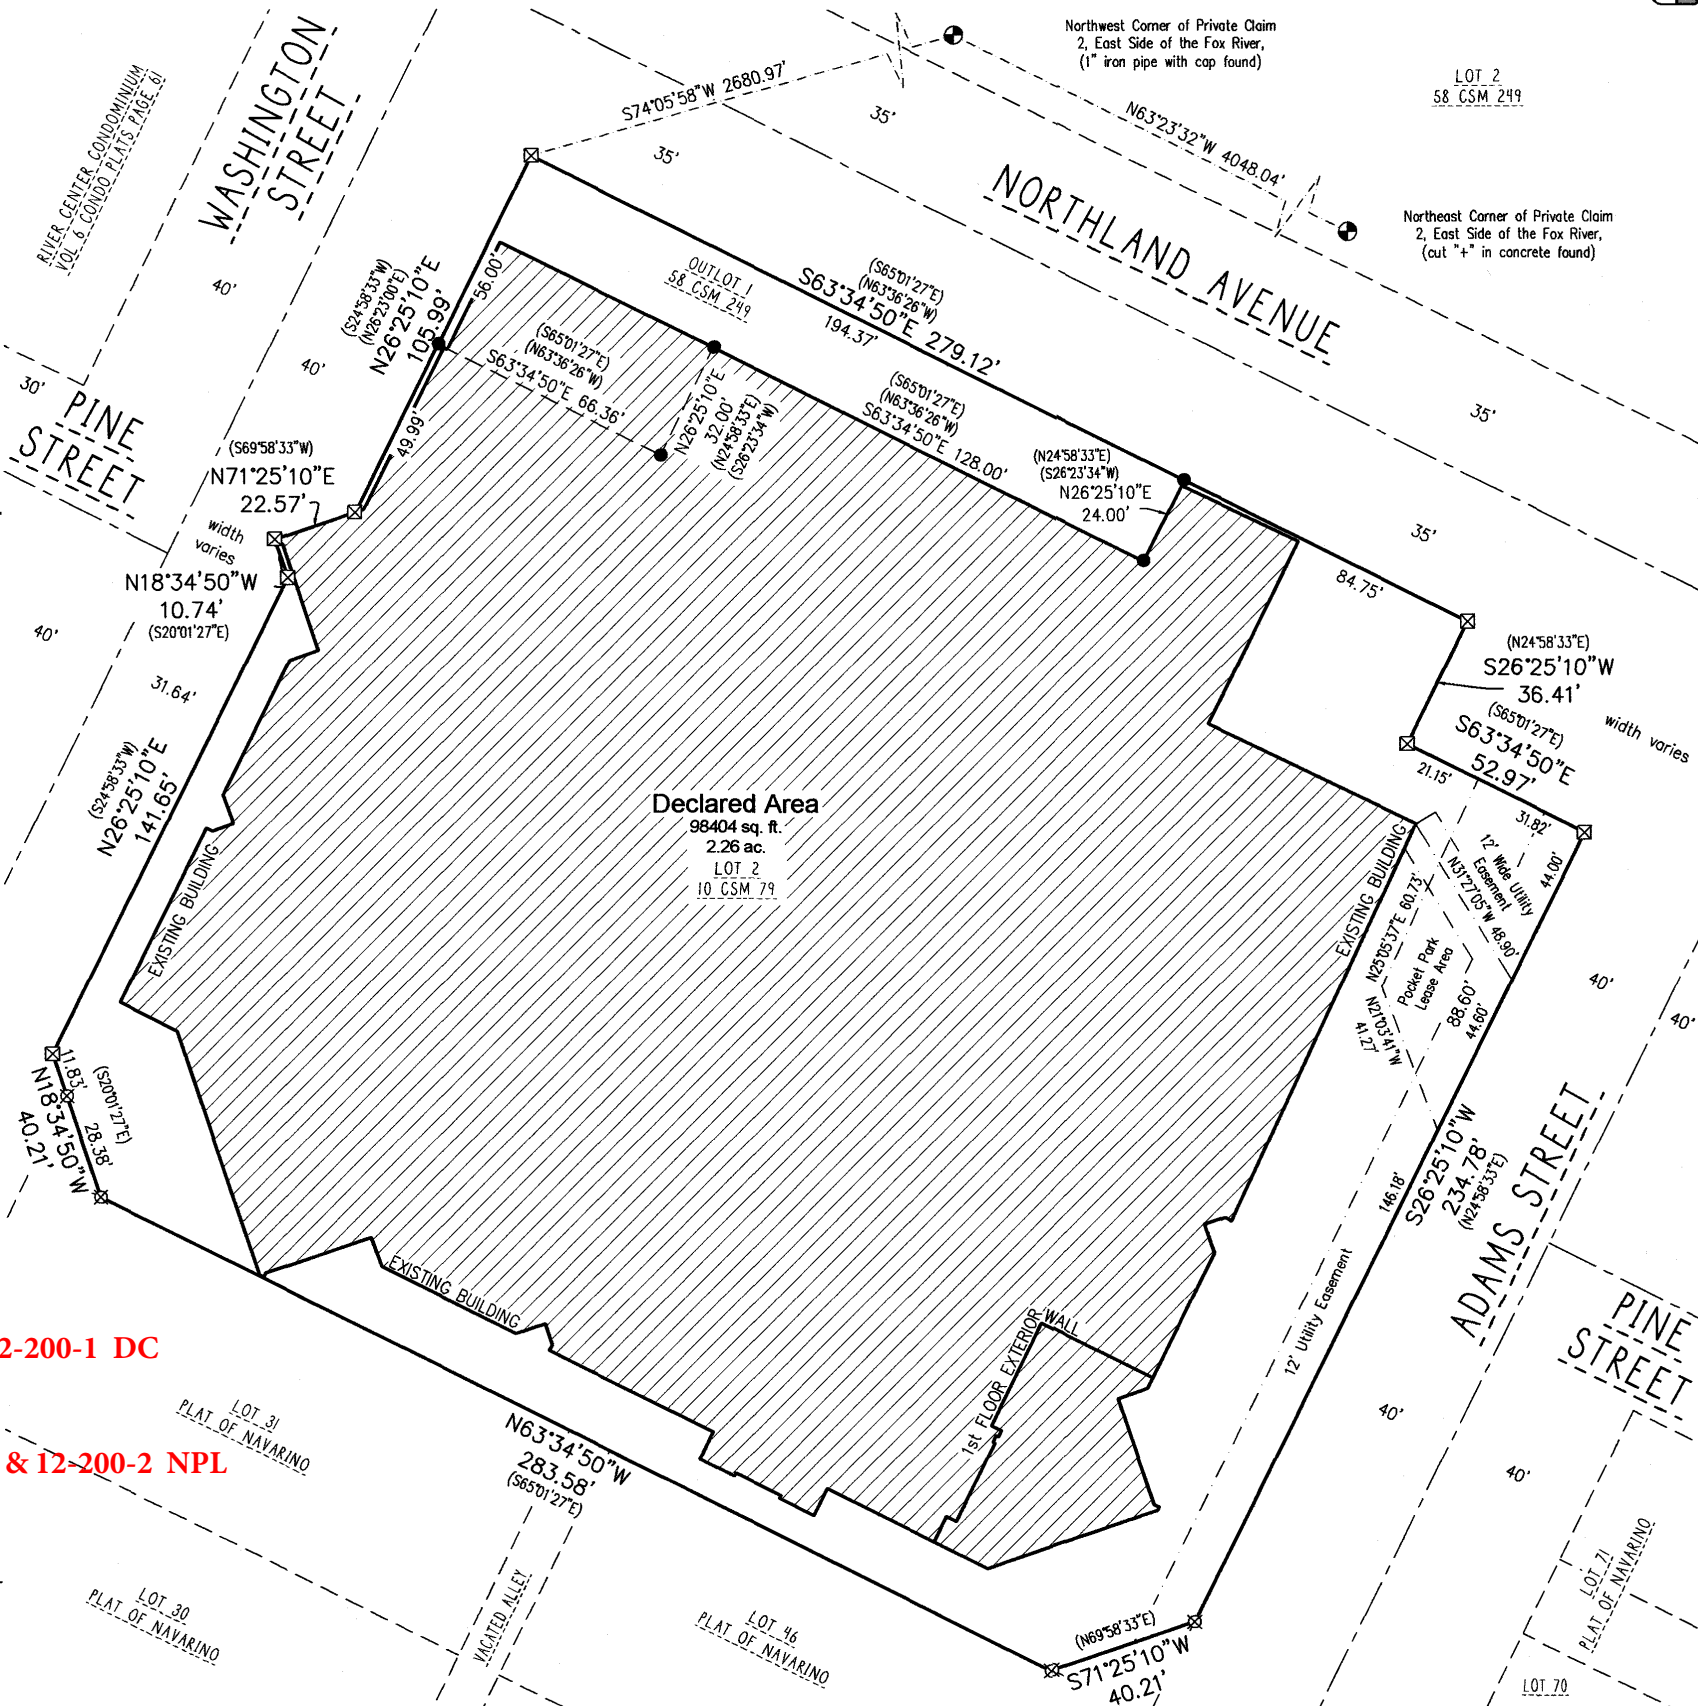 Northwest Corner of Private Claim
2, East Side of the Fox River,
(1" iron pipe with cap found)
LOT 2
58 CSM 249
RIVER CENTER CONDOMINIUM
VOL 6 CONDO PLATS PAGE 61
WASHINGTON
STREET
S74°05'58"W 2680.97'
35'
35'
N63°23'32"W 4048.04'
NORTHLAND AVENUE
Northeast Corner of Private Claim
2, East Side of the Fox River,
(cut "+" in concrete found)
40'
40'
(S24°58'33"W)
(N26°23'00"E)
N26°25'10"E
105.99'
56.00'
49.99'
OUTLOT 1
58 CSM 249
(S65°01'27"E)
(N63°36'26"W)
S63°34'50"E 279.12'
194.37'
(S65°01'27"E)
(N63°36'26"W)
S63°34'50"E 66.36'
N26°25'10"E
32.00'
(N24°58'33"E)
(S26°23'34"W)
(S65°01'27"E)
(N63°36'26"W)
S63°34'50"E 128.00'
(N24°58'33"E)
(S26°23'34"W)
N26°25'10"E
24.00'
35'
35'
84.75'
30'
PINE
STREET
(S69°58'33"W)
N71°25'10"E
22.57'
width
varies
N18°34'50"W
10.74'
(S20°01'27"E)
40'
31.64'
(S24°58'33"W)
N26°25'10"E
141.65'
EXISTING BUILDING
(N24°58'33"E)
S26°25'10"W
36.41'
(S65°01'27"E)
S63°34'50"E
52.97'
width varies
21.15'
31.82'
44.00'
Declared Area
98404 sq. ft.
2.26 ac.
LOT 2
10 CSM 79
EXISTING BUILDING
12' Wide Utility
Easement
N31°27'05"W 48.90'
N25°05'37"E 60.73'
Pocket Park
Lease Area
N21°03'41"W
41.27'
88.60'
44.60'
40'
40'
11.83'
(S20°01'27"E)
28.38'
N18°34'50"W
40.21'
146.18'
S26°25'10"W
234.78'
(N24°58'33"E)
ADAMS STREET
12' Utility Easement
EXISTING BUILDING
1st FLOOR EXTERIOR WALL
PINE
STREET
2-200-1 DC
LOT 31
PLAT OF NAVARINO
& 12-200-2 NPL
N63°34'50"W
283.58'
(S65°01'27"E)
40'
40'
LOT 30
PLAT OF NAVARINO
VACATED ALLEY
LOT 46
PLAT OF NAVARINO
(N69°58'33"E)
S71°25'10"W
40.21'
LOT 71
PLAT OF NAVARINO
LOT 70